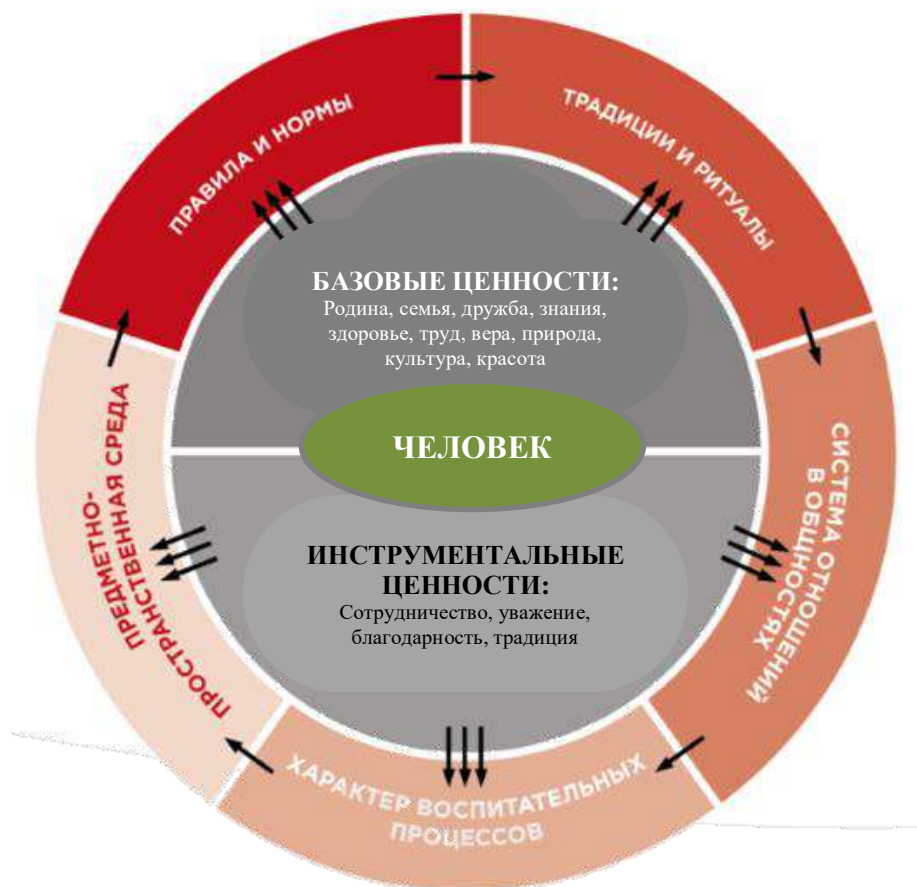 ПРАВИЛА И НОРМЫ
ТРАДИЦИИ И РИТУАЛЫ
БАЗОВЫЕ ЦЕННОСТИ:
Родина, семья, дружба, знания,
здоровье, труд, вера, природа,
культура, красота
ЧЕЛОВЕК
СИСТЕМА ОТНОШЕНИЙ
В ОБЩНОСТЯХ
ПРЕДМЕТНО-
ПРОСТРАНСТВЕННАЯ СРЕДА
ИНСТРУМЕНТАЛЬНЫЕ
ЦЕННОСТИ:
Сотрудничество, уважение,
благодарность, традиция
ХАРАКТЕР ВОСПИТАТЕЛЬНЫХ
ПРОЦЕССОВ